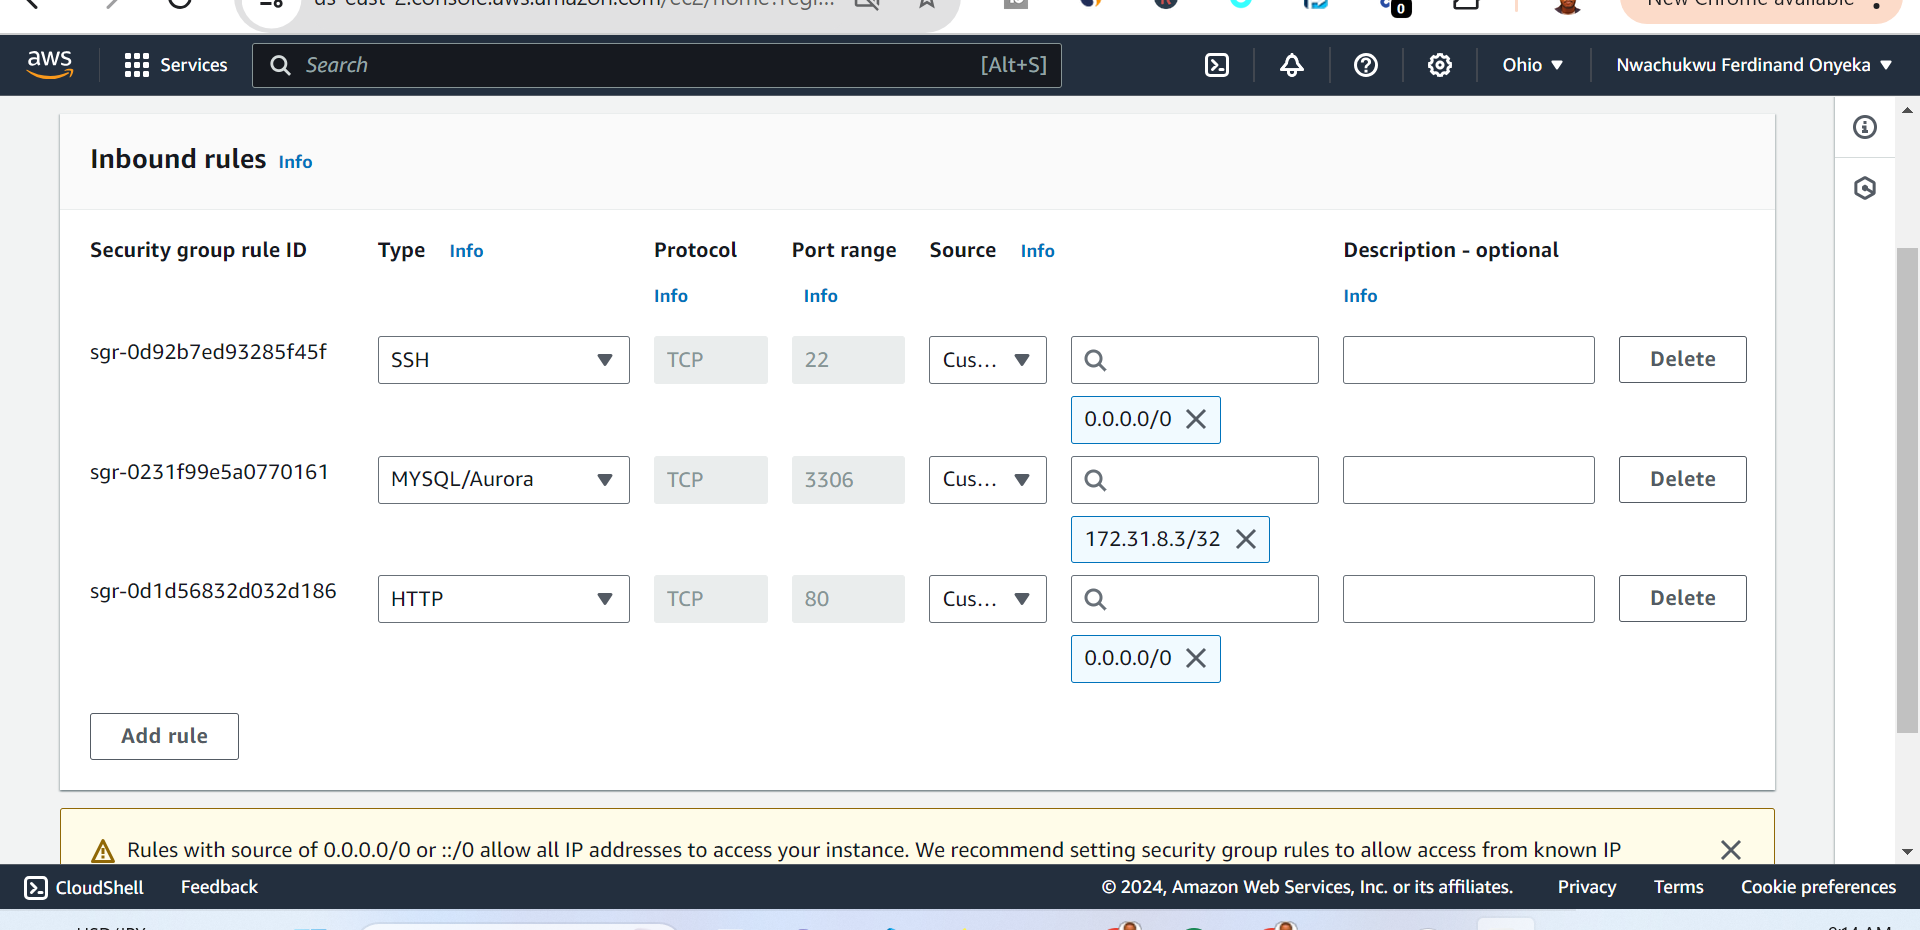 us-east-2.console.aws.amazon.com/ec2/home?regi...
0
New Chrome available
aws
Services
Search
[Alt+S]
Ohio
Nwachukwu Ferdinand Onyeka
Inbound rules Info
Security group rule ID Type Info Protocol Port range Source Info Description - optional
Info Info Info
sgr-0d92b7ed93285f45f SSH TCP 22 Cus... Delete
0.0.0.0/0
sgr-0231f99e5a0770161 MYSQL/Aurora TCP 3306 Cus... Delete
172.31.8.3/32
sgr-0d1d56832d032d186 HTTP TCP 80 Cus... Delete
0.0.0.0/0
Add rule
Rules with source of 0.0.0.0/0 or ::/0 allow all IP addresses to access your instance. We recommend setting security group rules to allow access from known IP
CloudShell Feedback © 2024, Amazon Web Services, Inc. or its affiliates. Privacy Terms Cookie preferences